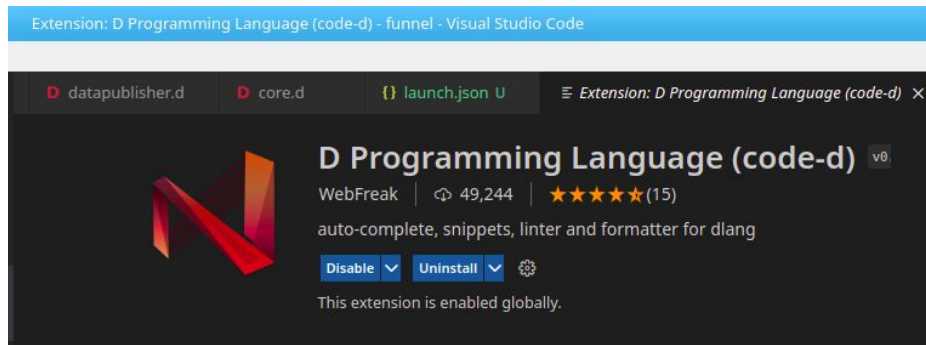 Extension: D Programming Language (code-d) - funnel - Visual Studio Code
D datapublisher.d D core.d {} launch.json U Extension: D Programming Language (code-d) ×
D Programming Language (code-d) v0
WebFreak 49,244 (15)
auto-complete, snippets, linter and formatter for dlang
Disable Uninstall
This extension is enabled globally.